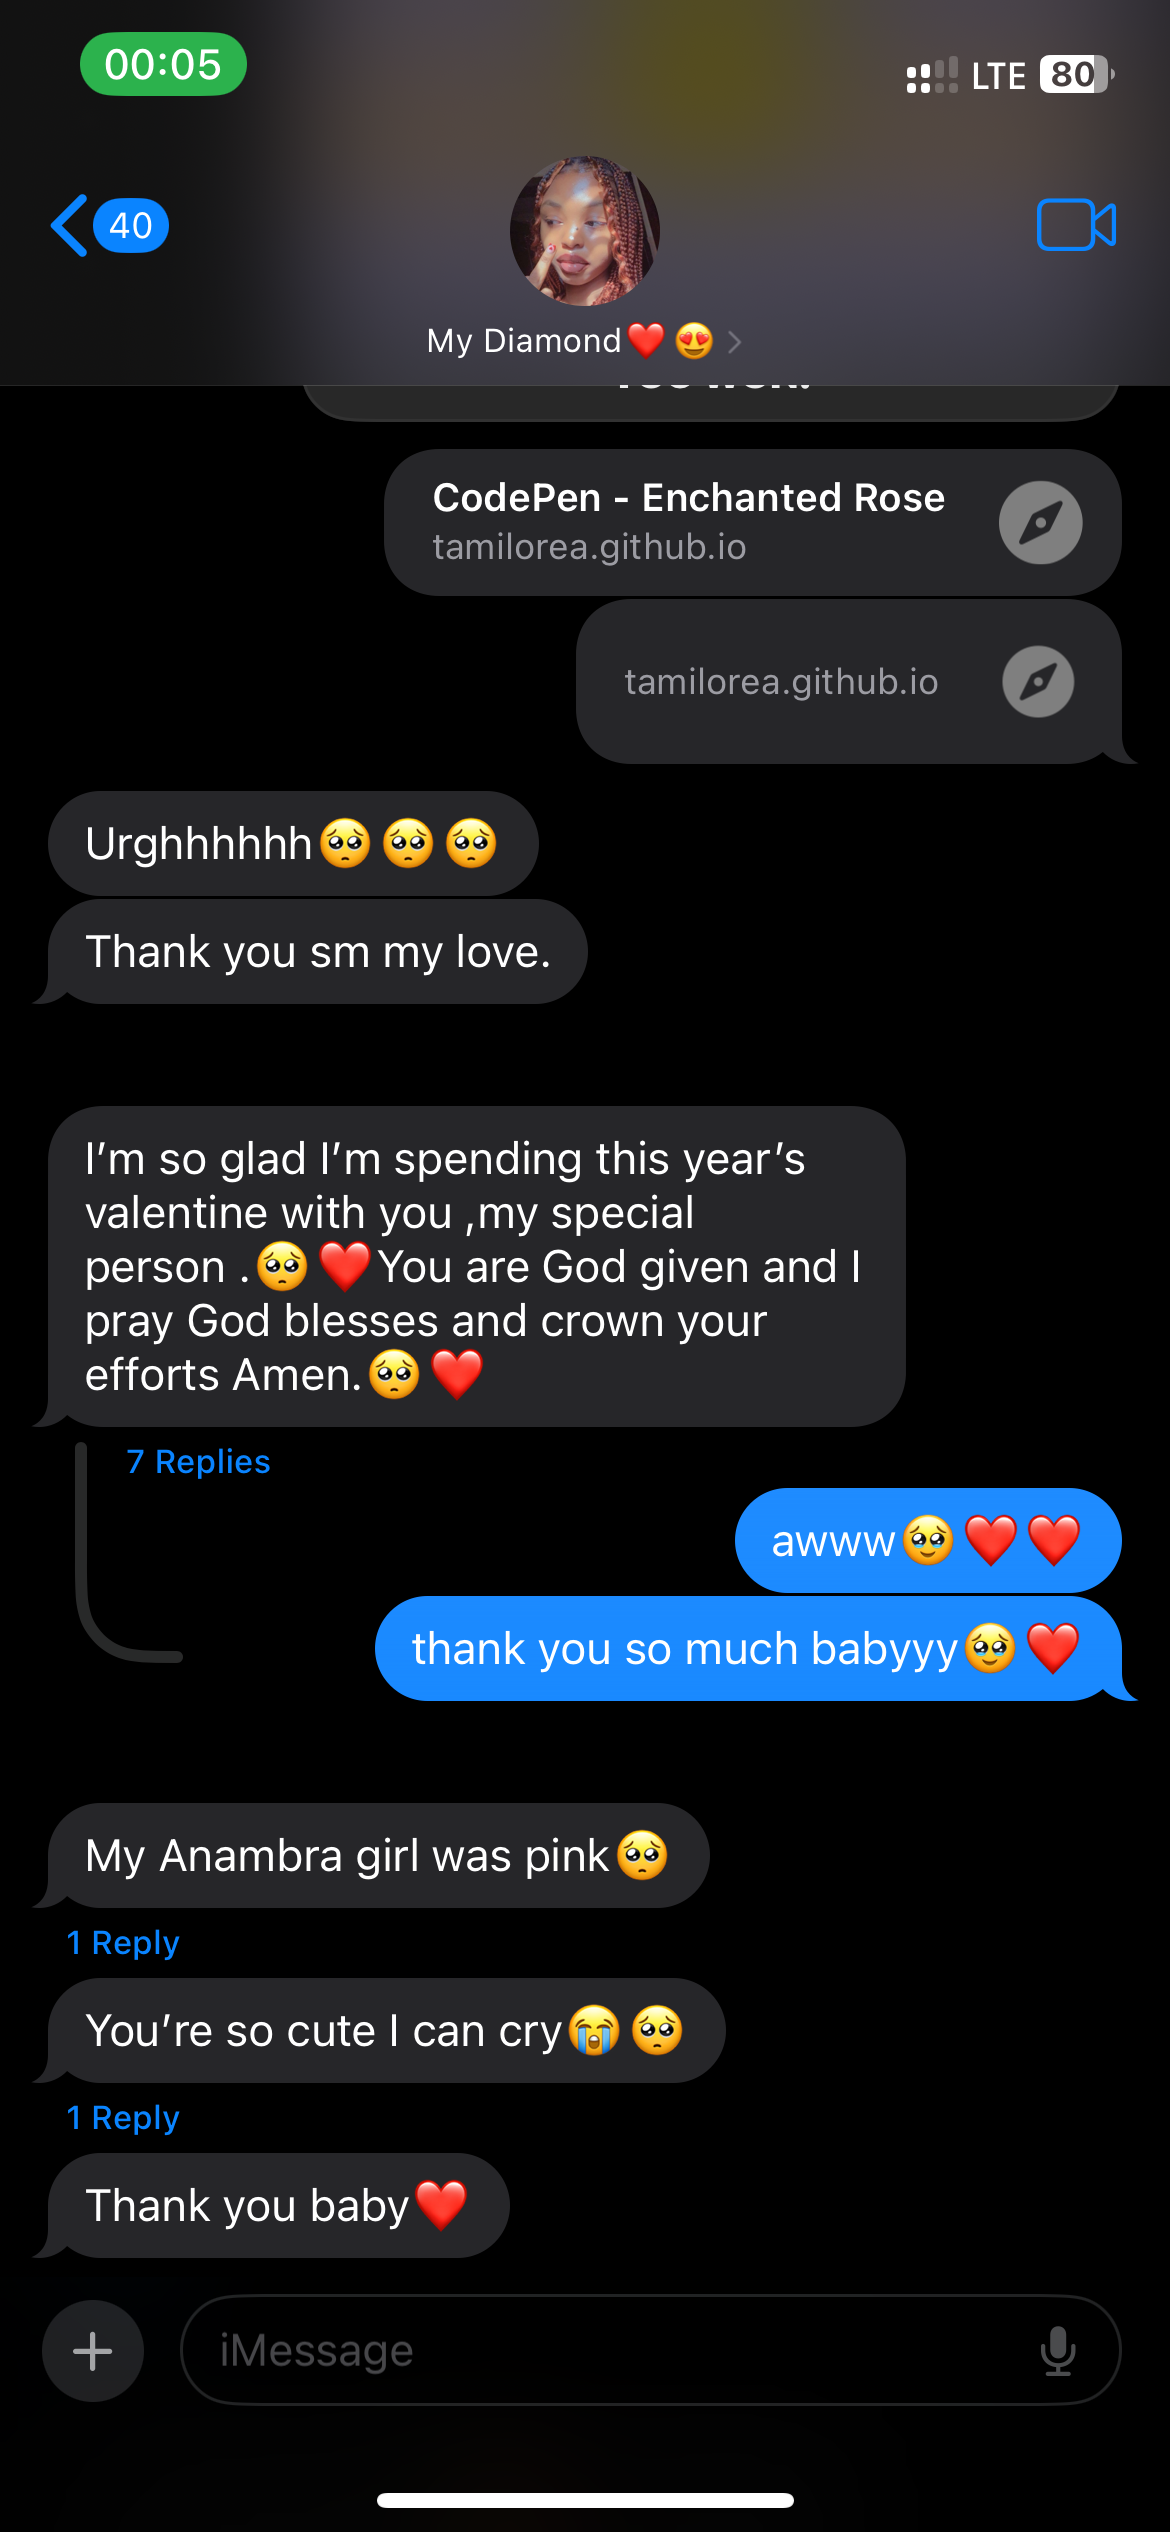 00:05
LTE 80
40
My Diamond❤️😍
CodePen - Enchanted Rose
tamilorea.github.io
tamilorea.github.io
Urghhhhhh🥺🥺🥺
Thank you sm my love.
I’m so glad I’m spending this year’s
valentine with you ,my special
person .🥺❤️You are God given and I
pray God blesses and crown your
efforts Amen.🥺❤️
7 Replies
awww🥹❤️❤️
thank you so much babyyy🥹❤️
My Anambra girl was pink🥺
1 Reply
You’re so cute I can cry😭🥺
1 Reply
Thank you baby❤️
iMessage